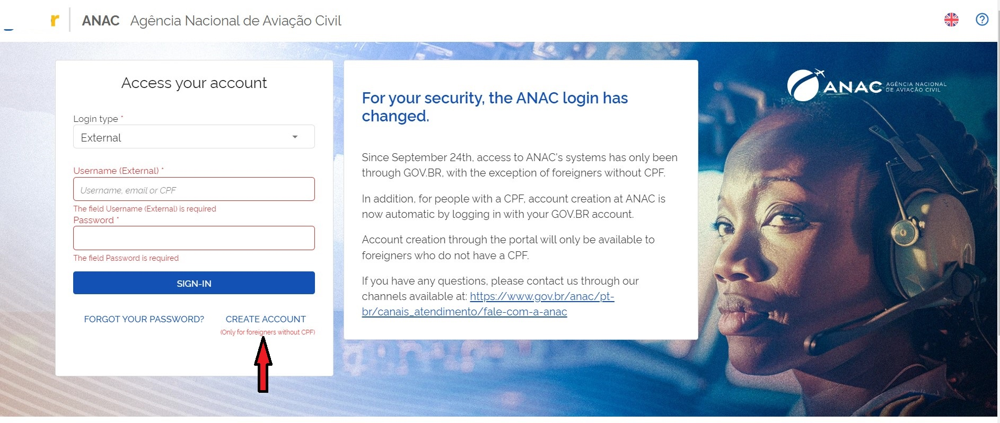 r ANAC Agência Nacional de Aviação Civil
Access your account
Login type *
External
Username (External) *
Username, email or CPF
The field Username (External) is required
Password *
The field Password is required
SIGN-IN
FORGOT YOUR PASSWORD? CREATE ACCOUNT
(Only for foreigners without CPF)
For your security, the ANAC login has
changed.
Since September 24th, access to ANAC's systems has only been
through GOV.BR, with the exception of foreigners without CPF.
In addition, for people with a CPF, account creation at ANAC is
now automatic by logging in with your GOV.BR account.
Account creation through the portal will only be available to
foreigners who do not have a CPF.
If you have any questions, please contact us through our
channels available at: https://www.gov.br/anac/pt-
br/canais_atendimento/fale-com-a-anac
ANAC AGÊNCIA NACIONAL
DE AVIAÇÃO CIVIL